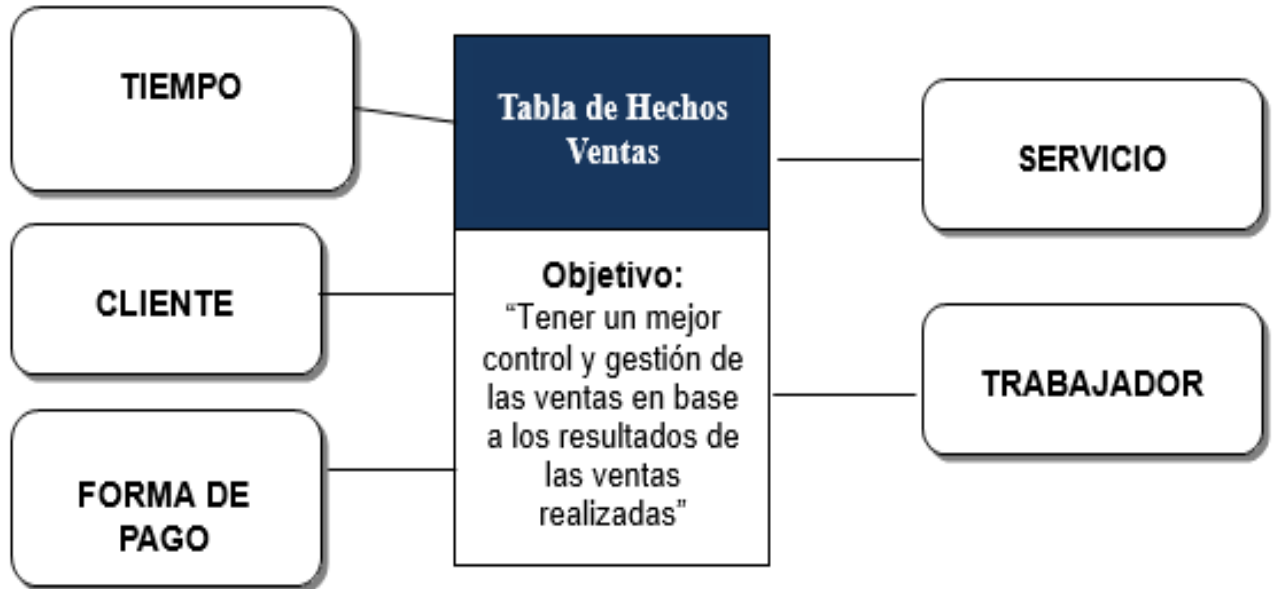 TIEMPO
CLIENTE
FORMA DE
PAGO
Tabla de Hechos
Ventas
Objetivo:
“Tener un mejor
control y gestión de
las ventas en base
a los resultados de
las ventas
realizadas”
SERVICIO
TRABAJADOR